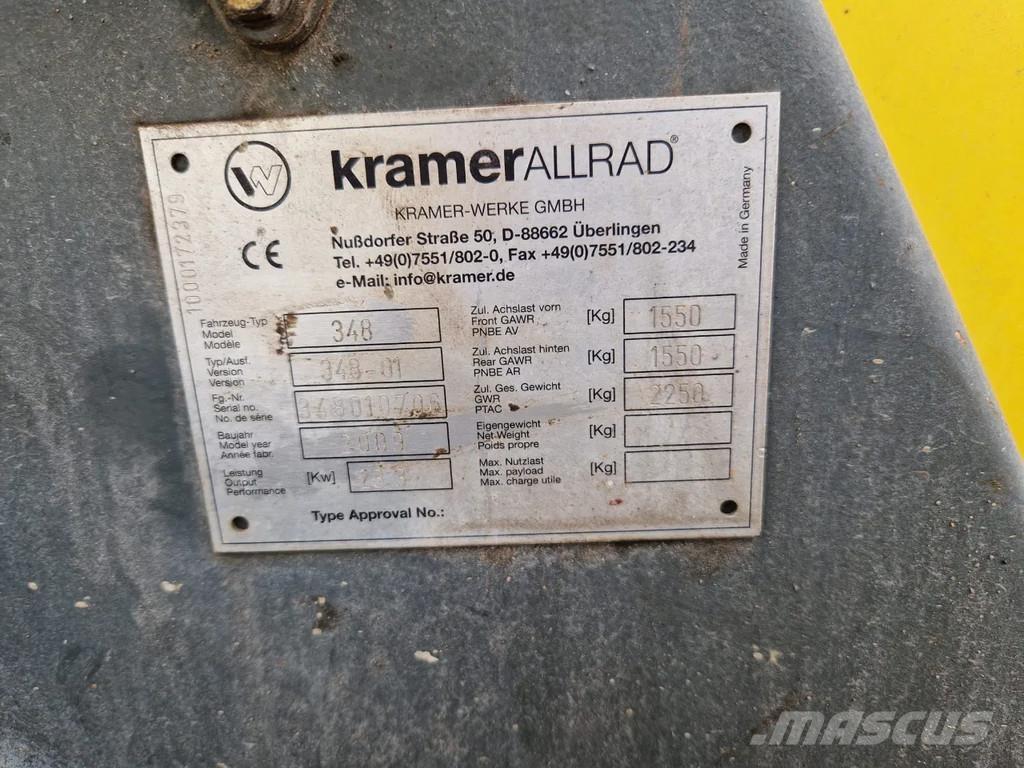 W
kramerALLRAD®
KRAMER-WERKE GMBH
Nußdorfer Straße 50, D-88662 Überlingen
Tel. +49(0)7551/802-0, Fax +49(0)7551/802-234
e-Mail: info@kramer.de
CE
1000172379
Made in Germany
Fahrzeug-Typ
Model
Modèle
348
Typ/Ausf.
Version
Version
348-01
Fg.-Nr.
Serial no.
No. de série
Baujahr
Model year
Année fabr.
Leistung
Output
Performance
[Kw]
Zul. Achslast vorn
Front GAWR
PNBE AV
[Kg]
1550
Zul. Achslast hinten
Rear GAWR
PNBE AR
[Kg]
1550
Zul. Ges. Gewicht
GWR
PTAC
[Kg]
2250
Eigengewicht
Net Weight
Poids propre
[Kg]
Max. Nutzlast
Max. payload
Max. charge utile
[Kg]
Type Approval No.:
MASCUS